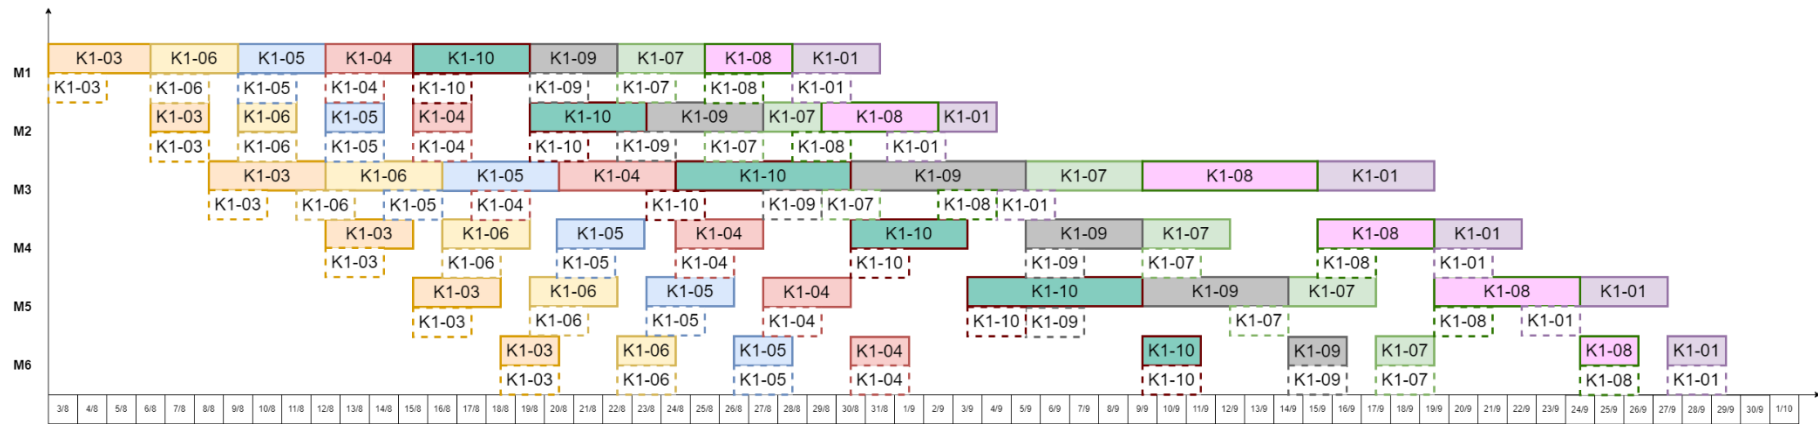 K1-03 K1-06 K1-05 K1-04 K1-10 K1-09 K1-07 K1-08 K1-01
M1
K1-03 K1-06 K1-05 K1-04 K1-10 K1-09 K1-07 K1-08 K1-01
K1-03 K1-06 K1-05 K1-04 K1-10 K1-09 K1-07 K1-08 K1-01
M2
K1-03 K1-06 K1-05 K1-04 K1-10 K1-09 K1-07 K1-08 K1-01
K1-03 K1-06 K1-05 K1-04 K1-10 K1-09 K1-07 K1-08 K1-01
M3
K1-03 K1-06 K1-05 K1-04 K1-10 K1-09 K1-07 K1-08 K1-01
K1-03 K1-06 K1-05 K1-04 K1-10 K1-09 K1-07 K1-08 K1-01
M4
K1-03 K1-06 K1-05 K1-04 K1-10 K1-09 K1-07 K1-08 K1-01
K1-03 K1-06 K1-05 K1-04 K1-10 K1-09 K1-07 K1-08 K1-01
M5
K1-03 K1-06 K1-05 K1-04 K1-10 K1-09 K1-07 K1-08 K1-01
K1-03 K1-06 K1-05 K1-04 K1-10 K1-09 K1-07 K1-08 K1-01
M6
K1-03 K1-06 K1-05 K1-04 K1-10 K1-09 K1-07 K1-08 K1-01
3/8 4/8 5/8 6/8 7/8 8/8 9/8 10/8 11/8 12/8 13/8 14/8 15/8 16/8 17/8 18/8 19/8 20/8 21/8 22/8 23/8 24/8 25/8 26/8 27/8 28/8 29/8 30/8 31/8 1/9 2/9 3/9 4/9 5/9 6/9 7/9 8/9 9/9 10/9 11/9 12/9 13/9 14/9 15/9 16/9 17/9 18/9 19/9 20/9 21/9 22/9 23/9 24/9 25/9 26/9 27/9 28/9 29/9 30/9 1/10